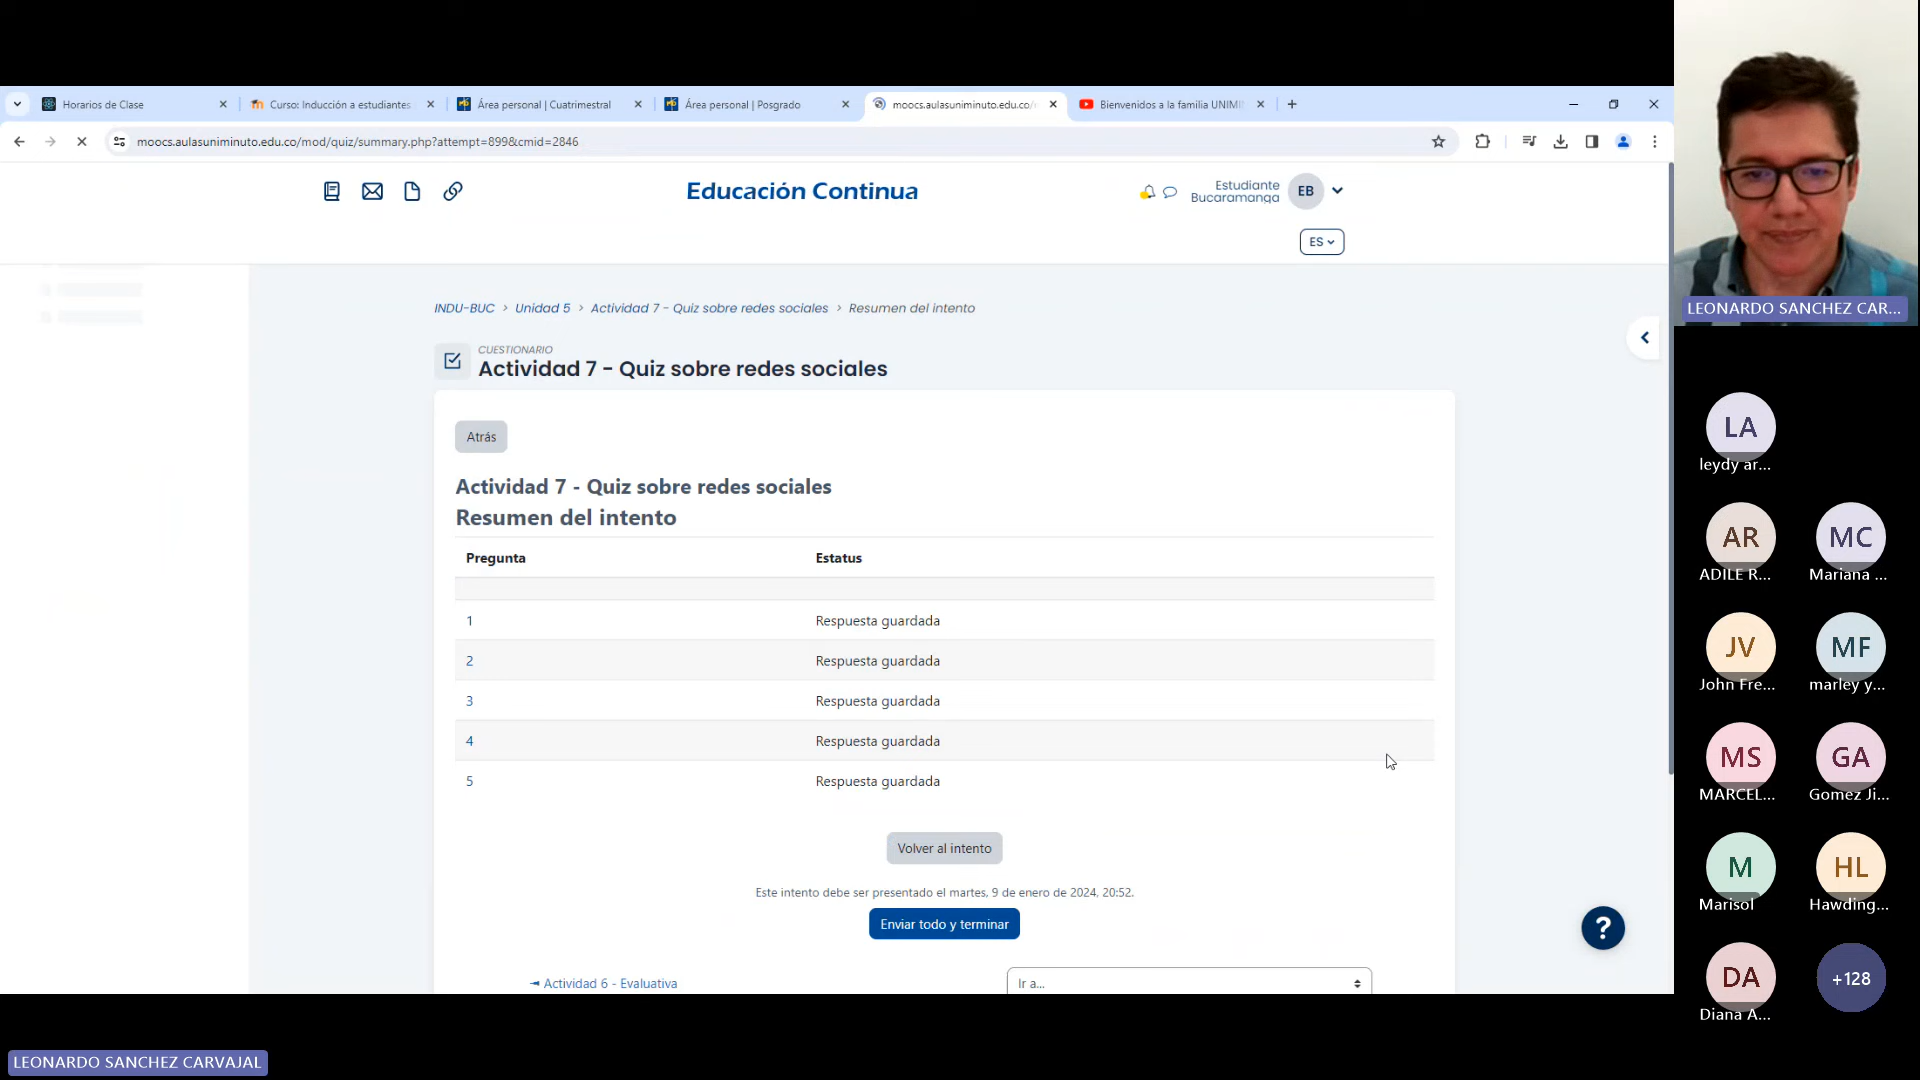 Horarios de Clase
Curso: Inducción a estudiantes
Área personal | Cuatrimestral
Área personal | Posgrado
moocs.aulasuniminuto.edu.co/
Bienvenidos a la familia UNIMI
moocs.aulasuniminuto.edu.co/mod/quiz/summary.php?attempt=899&cmid=2846
Educación Continua
Estudiante
Bucaramanga
EB
ES
INDU-BUC > Unidad 5 > Actividad 7 - Quiz sobre redes sociales > Resumen del intento
CUESTIONARIO
Actividad 7 - Quiz sobre redes sociales
Atrás
Actividad 7 - Quiz sobre redes sociales
Resumen del intento
Pregunta Estatus
1 Respuesta guardada
2 Respuesta guardada
3 Respuesta guardada
4 Respuesta guardada
5 Respuesta guardada
Volver al intento
Este intento debe ser presentado el martes, 9 de enero de 2024, 20:52.
Enviar todo y terminar
?
◄ Actividad 6 - Evaluativa
Ir a...
LEONARDO SANCHEZ CAR...
LA
leydy ar...
AR MC
ADILE R... Mariana ...
JV MF
John Fre... marley y...
MS GA
MARCEL... Gomez Ji...
M HL
Marisol Hawding...
DA +128
Diana A...
LEONARDO SANCHEZ CARVAJAL